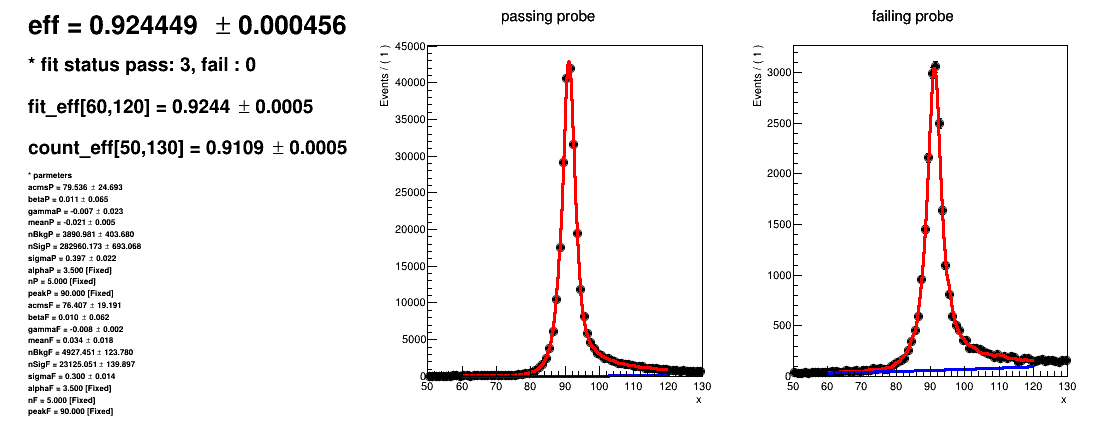 eff = 0.924449 ± 0.000456
* fit status pass: 3, fail : 0
fit_eff[60,120] = 0.9244 ± 0.0005
count_eff[50,130] = 0.9109 ± 0.0005
* parmeters
acmsP = 79.536 ± 24.693
betaP = 0.011 ± 0.065
gammaP = -0.007 ± 0.023
meanP = -0.021 ± 0.005
nBkgP = 3890.981 ± 403.680
nSigP = 282960.173 ± 693.068
sigmaP = 0.397 ± 0.022
alphaP = 3.500 [Fixed]
nP = 5.000 [Fixed]
peakP = 90.000 [Fixed]
acmsF = 76.407 ± 19.191
betaF = 0.010 ± 0.062
gammaF = -0.008 ± 0.002
meanF = 0.034 ± 0.018
nBkgF = 4927.451 ± 123.780
nSigF = 23125.051 ± 139.897
sigmaF = 0.300 ± 0.014
alphaF = 3.500 [Fixed]
nF = 5.000 [Fixed]
peakF = 90.000 [Fixed]
passing probe
Events / ( 1 )
45000
40000
35000
30000
25000
20000
15000
10000
5000
0
50 60 70 80 90 100 110 120 130
x
failing probe
Events / ( 1 )
3000
2500
2000
1500
1000
500
0
50 60 70 80 90 100 110 120 130
x